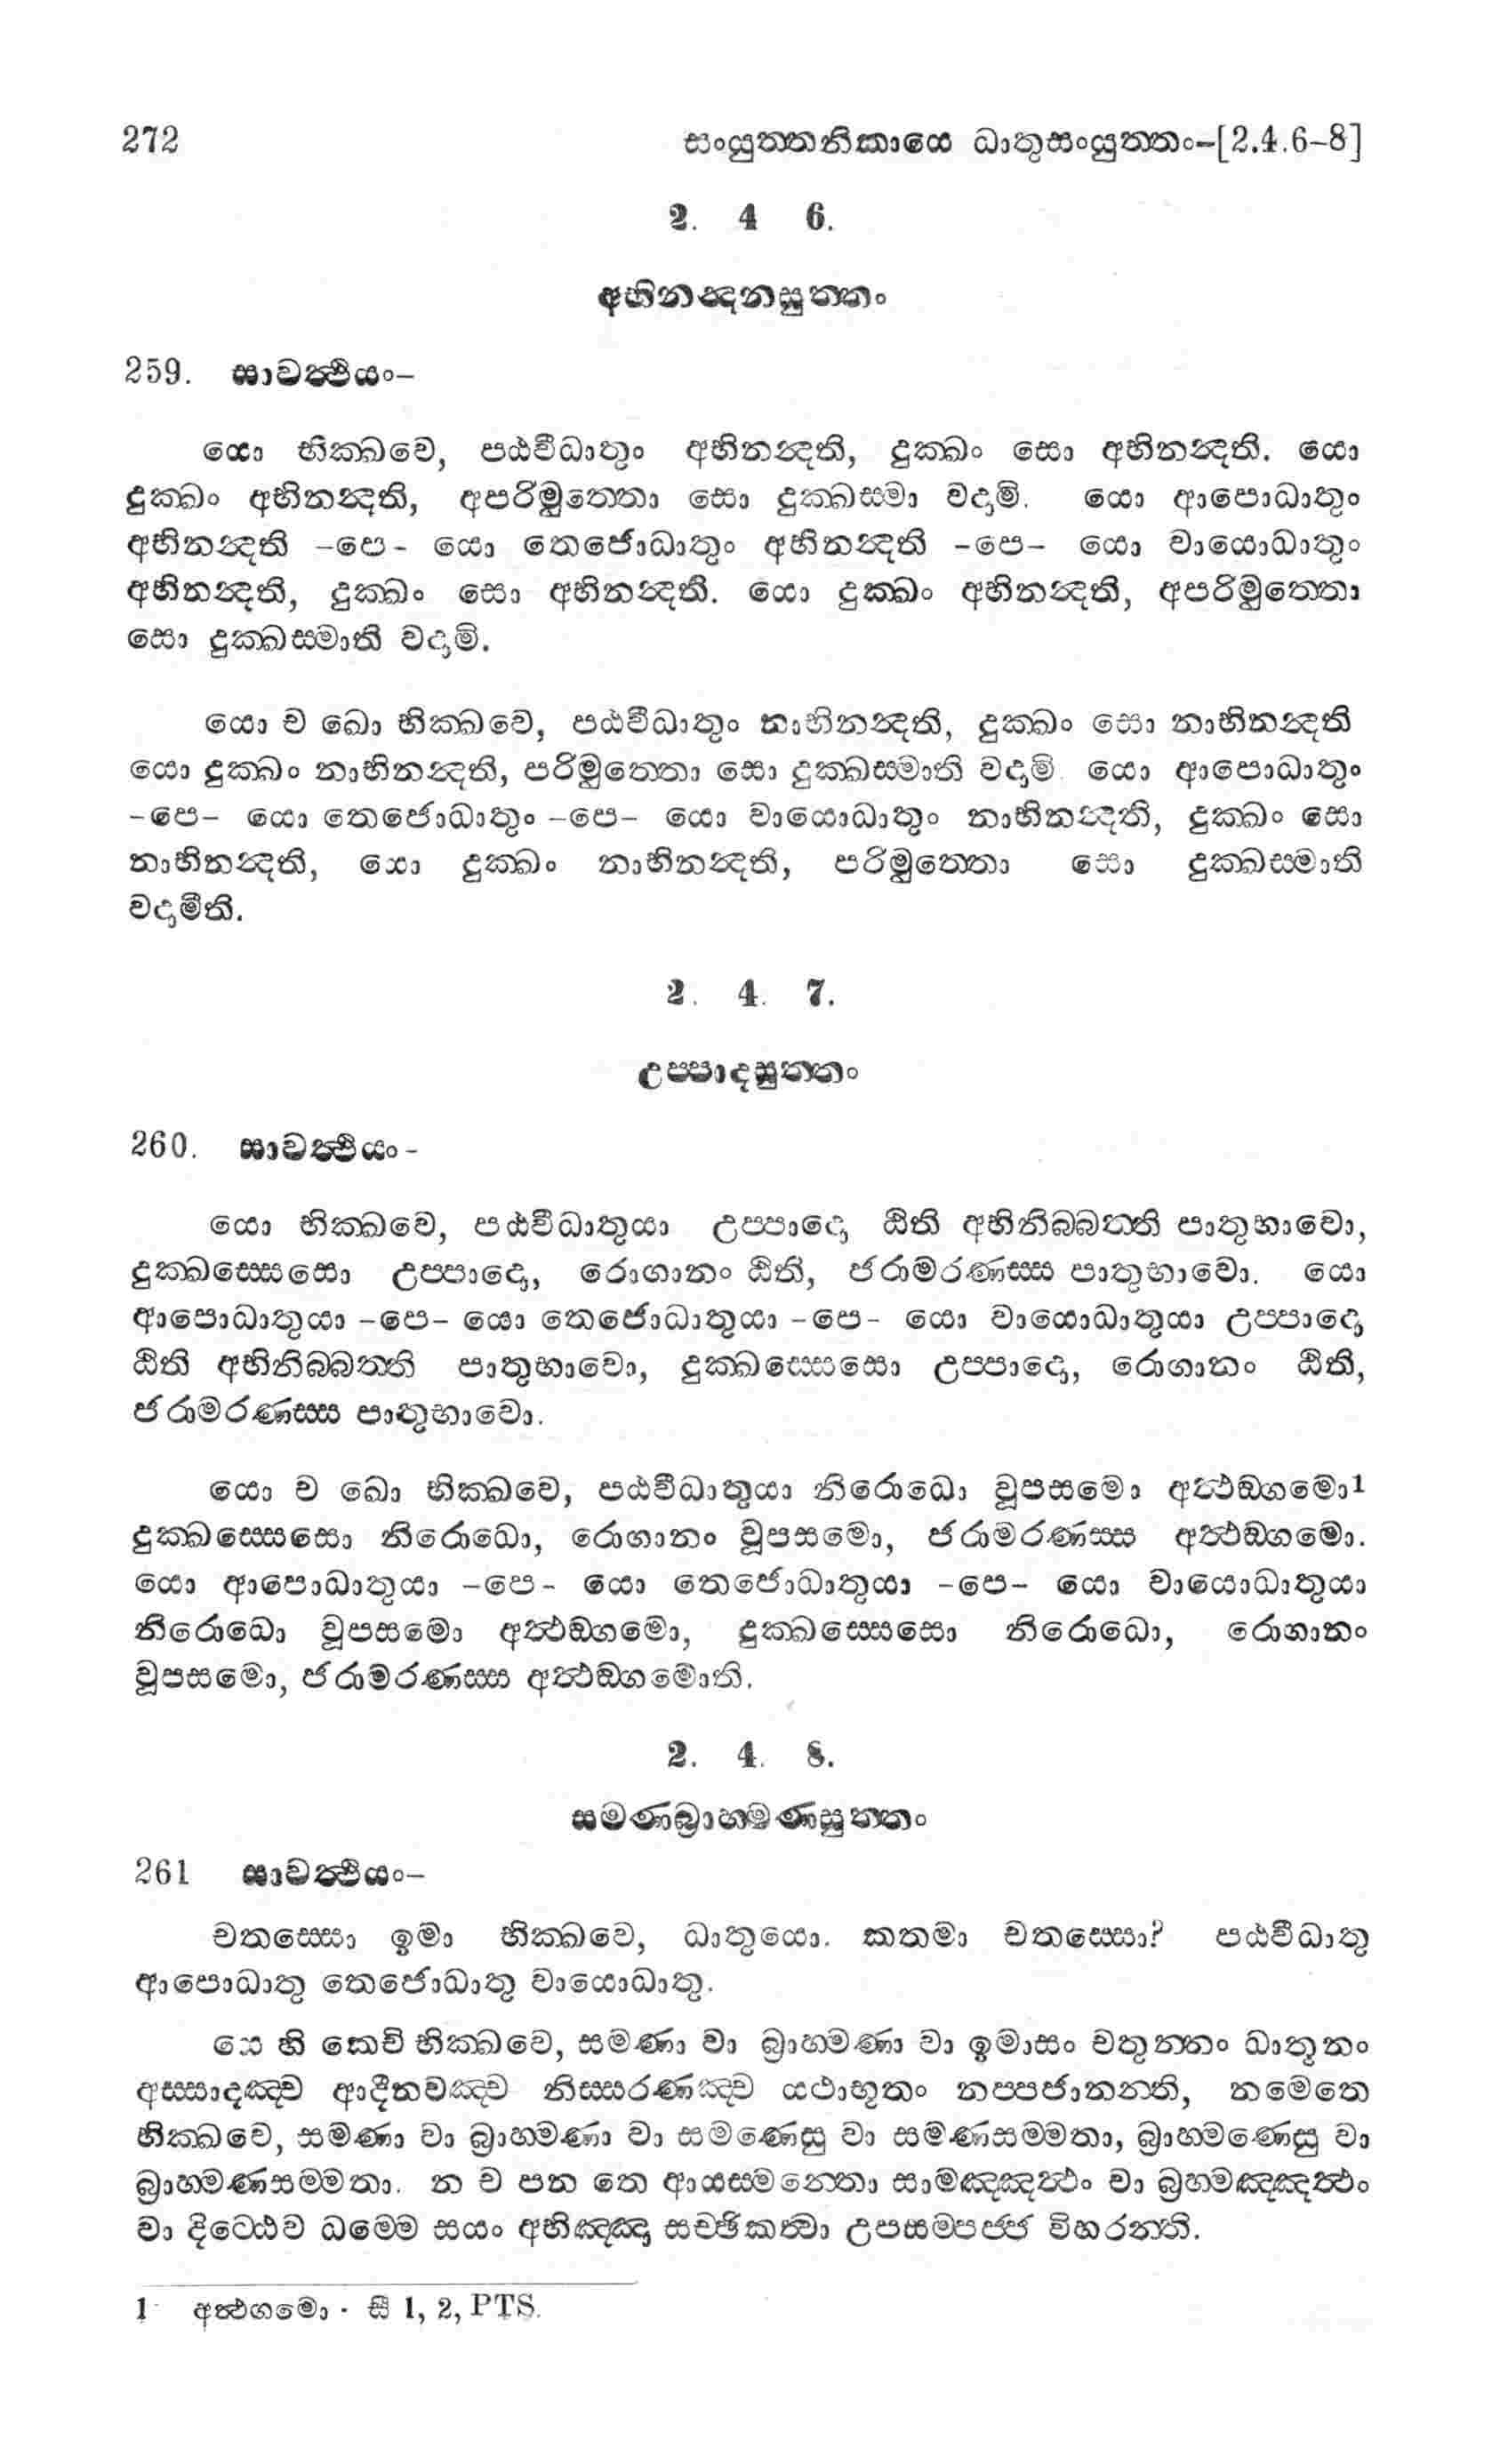 272 සංයුත්තනිකායෙ ධාතුසංයුත්තං-[2.4.6-8]
2. 4 6.
අභිනන්දනසුත්තං
259. සාවත්ථියං-
යො භික්ඛවෙ, පඨවීධාතුං අභිනන්දති, දුක්ඛං සො අභිනන්දති. යො
දුක්ඛං අභිනන්දති, අපරිමුත්තො සො දුක්ඛස්මා වදාමි. යො ආපොධාතුං
අභිනන්දති -පෙ- යො තෙජොධාතුං අභිනන්දති -පෙ- යො වායොධාතුං
අභිනන්දති, දුක්ඛං සො අභිනන්දති. යො දුක්ඛං අභිනන්දති, අපරිමුත්තො
සො දුක්ඛස්මාති වදාමි.
යො ච ඛො භික්ඛවෙ, පඨවීධාතුං නාභිනන්දති, දුක්ඛං සො නාභිනන්දති
යො දුක්ඛං නාභිනන්දති, පරිමුත්තො සො දුක්ඛස්මාති වදාමි. යො ආපොධාතුං
-පෙ- යො තෙජොධාතුං -පෙ- යො වායොධාතුං නාභිනන්දති, දුක්ඛං සො
නාභිනන්දති, යො දුක්ඛං නාභිනන්දති, පරිමුත්තො සො දුක්ඛස්මාති
වදාමීති.
2. 4. 7.
උප්පාදසුත්තං
260. සාවත්ථියං-
යො භික්ඛවෙ, පඨවීධාතුයා උප්පාදො ඨිති අභිනිබ්බත්ති පාතුභාවො,
දුක්ඛස්සෙසො උප්පාදො, රොගානං ඨිති, ජරාමරණස්ස පාතුභාවො. යො
ආපොධාතුයා -පෙ- යො තෙජොධාතුයා -පෙ- යො වායොධාතුයා උප්පාදො
ඨිති අභිනිබ්බත්ති පාතුභාවො, දුක්ඛස්සෙසො උප්පාදො, රොගානං ඨිති,
ජරාමරණස්ස පාතුභාවො.
යො ච ඛො භික්ඛවෙ, පඨවීධාතුයා නිරොධො වූපසමො අත්ථඞ්ගමො1
දුක්ඛස්සෙසො නිරොධො, රොගානං වූපසමො, ජරාමරණස්ස අත්ථඞ්ගමො.
යො ආපොධාතුයා -පෙ- යො තෙජොධාතුයා -පෙ- යො වායොධාතුයා
නිරොධො වූපසමො අත්ථඞ්ගමො, දුක්ඛස්සෙසො නිරොධො, රොගානං
වූපසමො, ජරාමරණස්ස අත්ථඞ්ගමොති.
2. 4. 8.
සමණබ්‍රාහ්මණසුත්තං
261 සාවත්ථියං-
චතස්සො ඉමා භික්ඛවෙ, ධාතුයො. කතමා චතස්සො? පඨවීධාතු
ආපොධාතු තෙජොධාතු වායොධාතු.
යෙ හි කෙචි භික්ඛවෙ, සමණා වා බ්‍රාහ්මණා වා ඉමාසං චතුන්නං ධාතූනං
අස්සාදඤ්ච ආදීනවඤ්ච නිස්සරණඤ්ච යථාභූතං නප්පජානන්ති, නමෙතෙ
භික්ඛවෙ, සමණා වා බ්‍රාහ්මණා වා සමණෙසු වා සමණසම්මතා, බ්‍රාහ්මණෙසු වා
බ්‍රාහ්මණසම්මතා. න ච පන තෙ ආයස්මන්තො සාමඤ්ඤත්ථං වා බ්‍රහ්මඤ්ඤත්ථං
වා දිට්ඨෙව ධම්මෙ සයං අභිඤ්ඤා සච්ඡිකත්වා උපසම්පජ්ජ විහරන්ති.
1 අත්ථගමො - සී 1, 2, PTS.